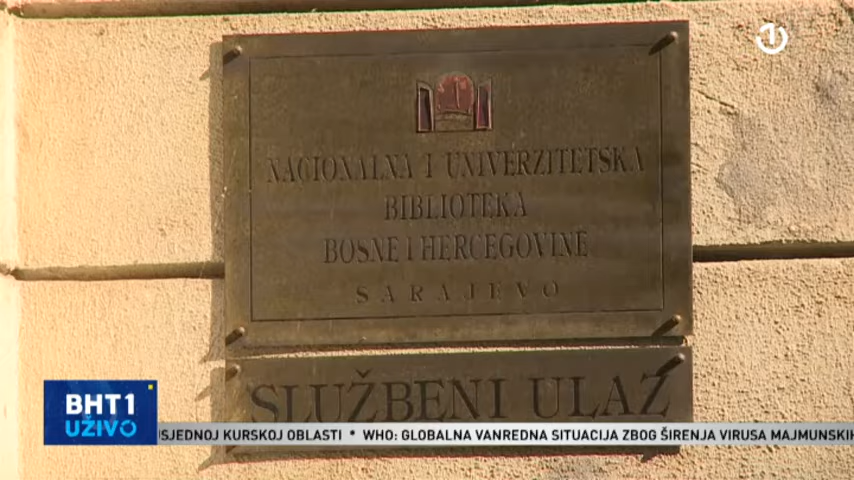 NACIONALNA I UNIVERZITETSKA
BIBLIOTEKA
BOSNE I HERCEGOVINE
SARAJEVO
SLUŽBENI ULAZ
BHT1
UŽIVO
USJEDNOJ KURSKOJ OBLASTI * WHO: GLOBALNA VANREDNA SITUACIJA ZBOG ŠIRENJA VIRUSA MAJMUNSKIH